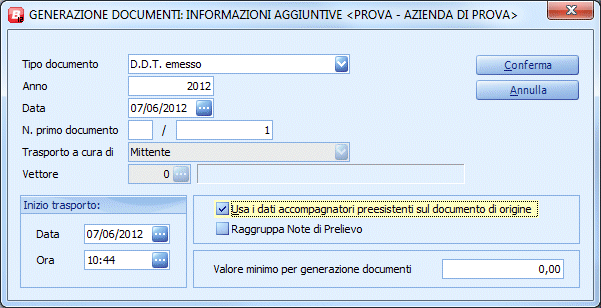 GENERAZIONE DOCUMENTI: INFORMAZIONI AGGIUNTIVE <PROVA - AZIENDA DI PROVA>
Tipo documento D.D.T. emesso
Conferma
Anno 2012
Annulla
Data 07/06/2012 ...
N. primo documento / 1
Trasporto a cura di Mittente
Vettore 0 ...
Inizio trasporto:
Usa i dati accompagnatori preesistenti sul documento di origine
Data 07/06/2012 ...
Raggruppa Note di Prelievo
Ora 10:44 ...
Valore minimo per generazione documenti 0,00